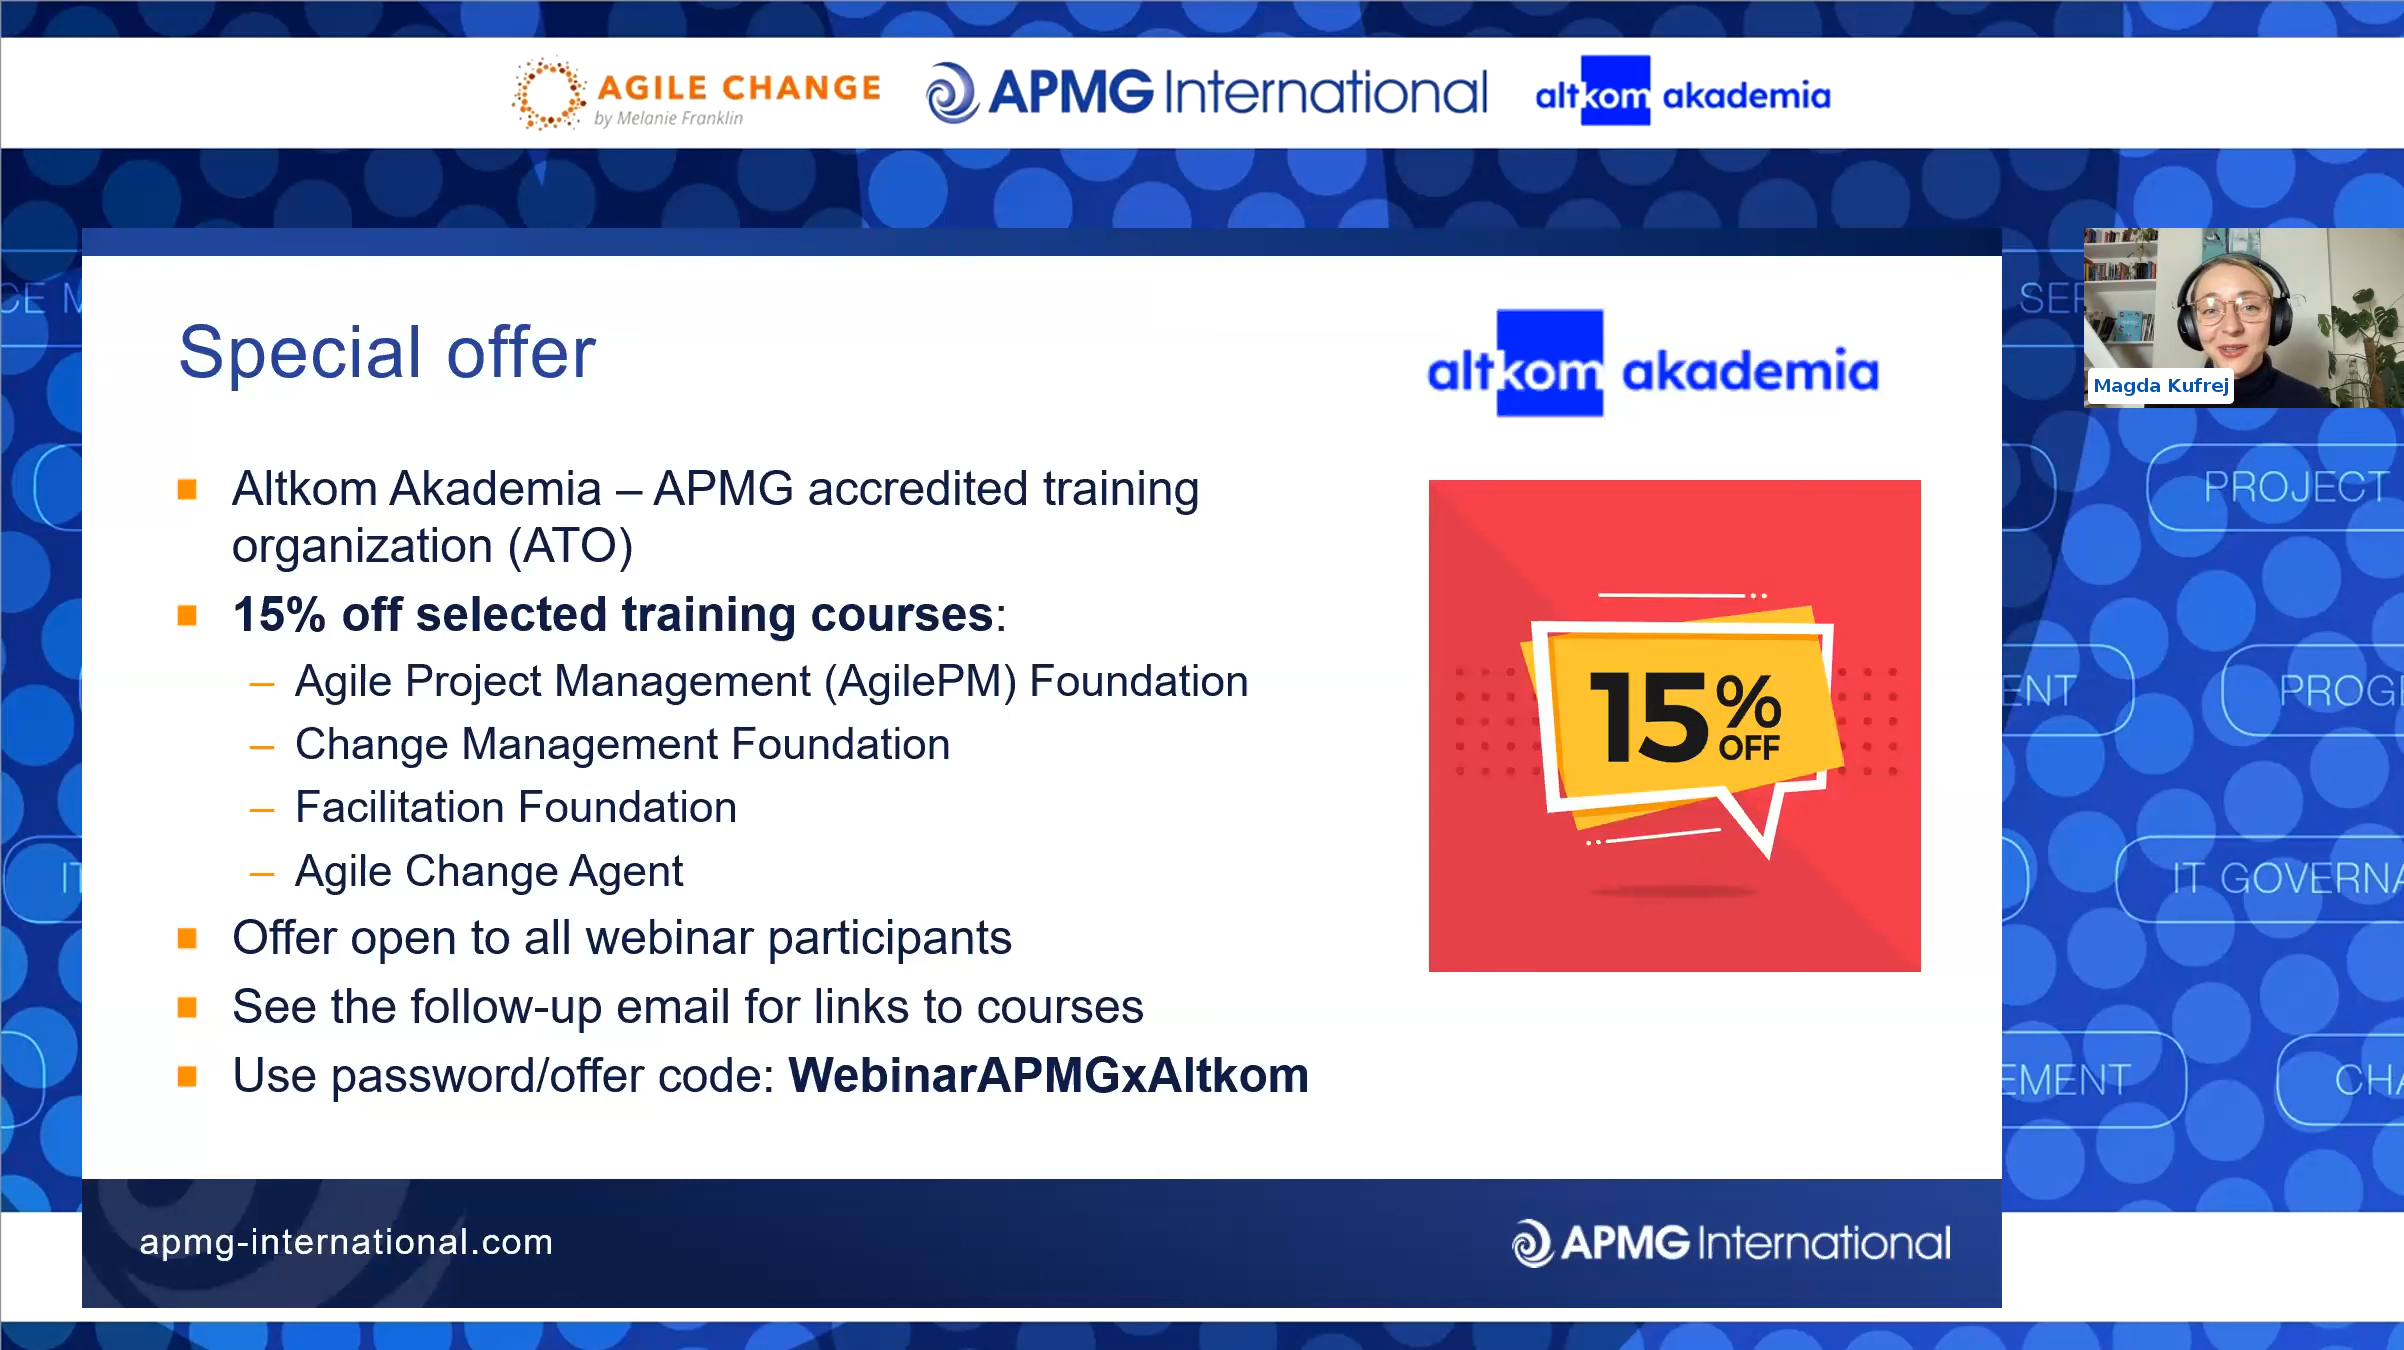 AGILE CHANGE
by Melanie Franklin
APMG International
altkom akademia
Special offer
altkom akademia
Altkom Akademia – APMG accredited training
organization (ATO)
15% off selected training courses:
– Agile Project Management (AgilePM) Foundation
– Change Management Foundation
– Facilitation Foundation
– Agile Change Agent
Offer open to all webinar participants
See the follow-up email for links to courses
Use password/offer code: WebinarAPMGxAltkom
15%
OFF
apmg-international.com
APMG International
Magda Kufrej
PROJECT
IT GOVERNA
EMENT